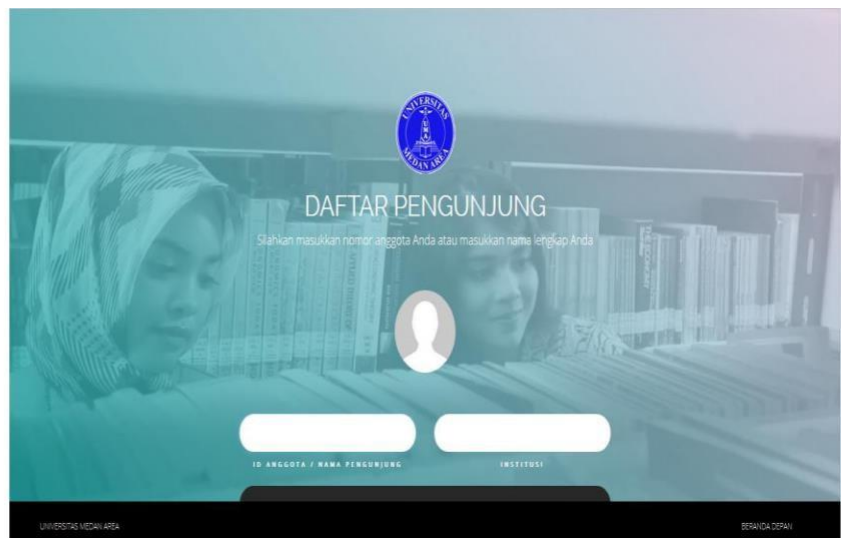 UNIVERSITAS
UMA
MEDAN AREA
DAFTAR PENGUNJUNG
Silahkan masukkan nomor anggota Anda atau masukkan nama lengkap Anda
ID ANGGOTA / NAMA PENGUNJUNG
INSTITUSI
UNIVERSITAS MEDAN AREA
BERANDA DEPAN